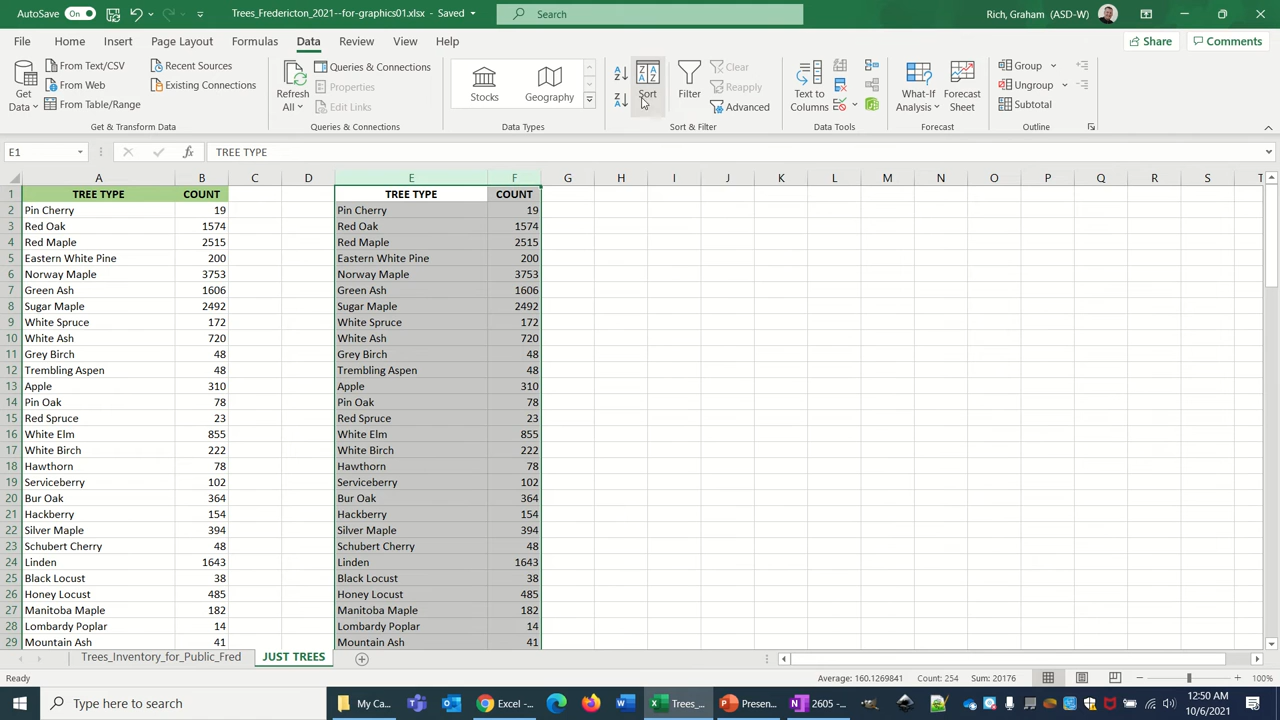 AutoSave On Trees_Fredericton_2021--for-graphics01.xlsx - Saved Search Rich, Graham (ASD-W)
File Home Insert Page Layout Formulas Data Review View Help Share Comments
Get Data From Text/CSV From Web From Table/Range Recent Sources Existing Connections
Get & Transform Data
Refresh All Queries & Connections Properties Edit Links
Queries & Connections
Stocks Geography
Data Types
Sort Filter Clear Reapply Advanced
Sort & Filter
Text to Columns
Data Tools
What-If Analysis Forecast Sheet
Forecast
Group Ungroup Subtotal
Outline
E1 fx TREE TYPE
A B C D E F G H I J K L M N O P Q R S T
1 TREE TYPE COUNT TREE TYPE COUNT
2 Pin Cherry 19 Pin Cherry 19
3 Red Oak 1574 Red Oak 1574
4 Red Maple 2515 Red Maple 2515
5 Eastern White Pine 200 Eastern White Pine 200
6 Norway Maple 3753 Norway Maple 3753
7 Green Ash 1606 Green Ash 1606
8 Sugar Maple 2492 Sugar Maple 2492
9 White Spruce 172 White Spruce 172
10 White Ash 720 White Ash 720
11 Grey Birch 48 Grey Birch 48
12 Trembling Aspen 48 Trembling Aspen 48
13 Apple 310 Apple 310
14 Pin Oak 78 Pin Oak 78
15 Red Spruce 23 Red Spruce 23
16 White Elm 855 White Elm 855
17 White Birch 222 White Birch 222
18 Hawthorn 78 Hawthorn 78
19 Serviceberry 102 Serviceberry 102
20 Bur Oak 364 Bur Oak 364
21 Hackberry 154 Hackberry 154
22 Silver Maple 394 Silver Maple 394
23 Schubert Cherry 48 Schubert Cherry 48
24 Linden 1643 Linden 1643
25 Black Locust 38 Black Locust 38
26 Honey Locust 485 Honey Locust 485
27 Manitoba Maple 182 Manitoba Maple 182
28 Lombardy Poplar 14 Lombardy Poplar 14
29 Mountain Ash 41 Mountain Ash 41
Trees_Inventory_for_Public_Fred JUST TREES
Ready Average: 160.1269841 Count: 254 Sum: 20176 100%
Type here to search My Ca... Excel -... Trees_... Presen... 2605 -... 12:50 AM
10/6/2021